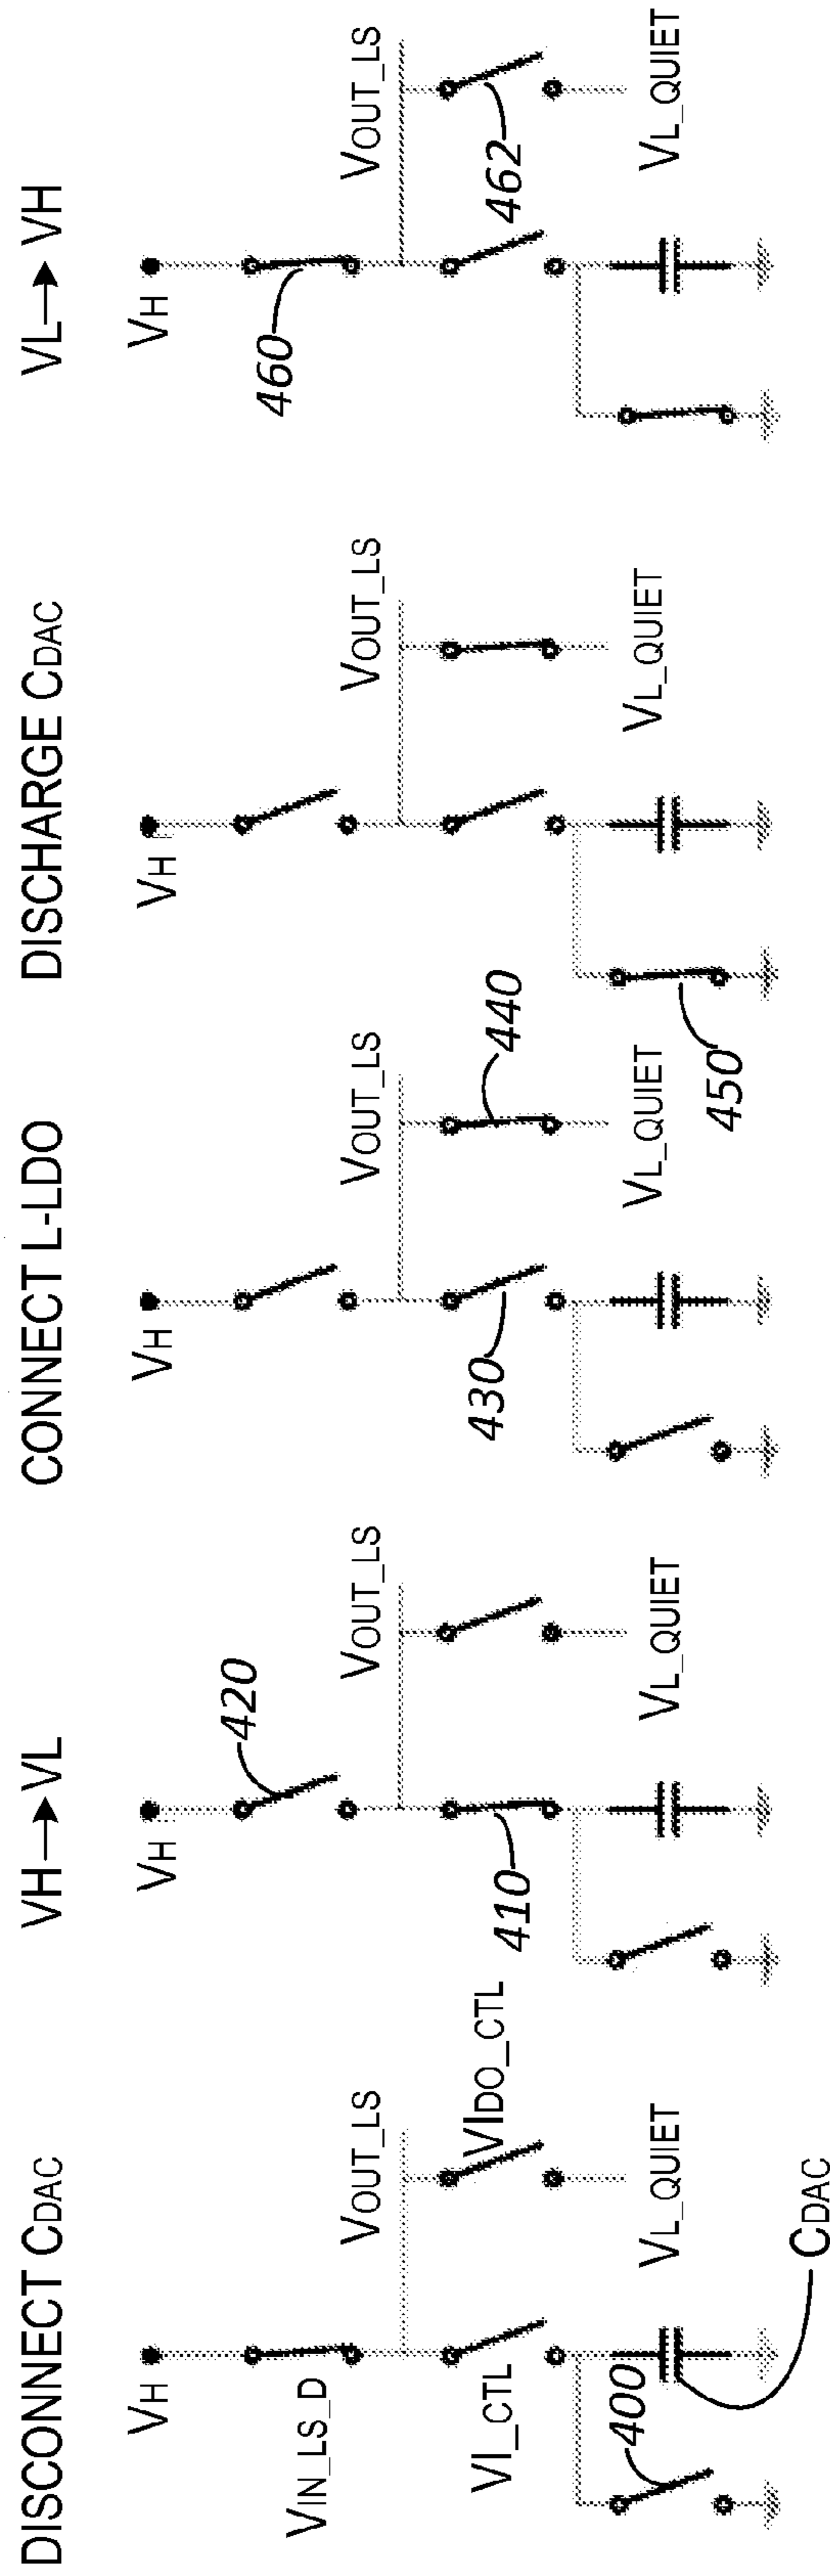 DISCONNECT CDAC
VH
VIN_LS_D
VOUT_LS
VI_CTL
VIDO_CTL
VL_QUIET
400
CDAC
VH→VL
VH
420
VOUT_LS
410
VL_QUIET
CONNECT L-LDO
VH
VOUT_LS
430
440
VL_QUIET
DISCHARGE CDAC
VH
VOUT_LS
VL_QUIET
450
VL→VH
VH
460
VOUT_LS
462
VL_QUIET